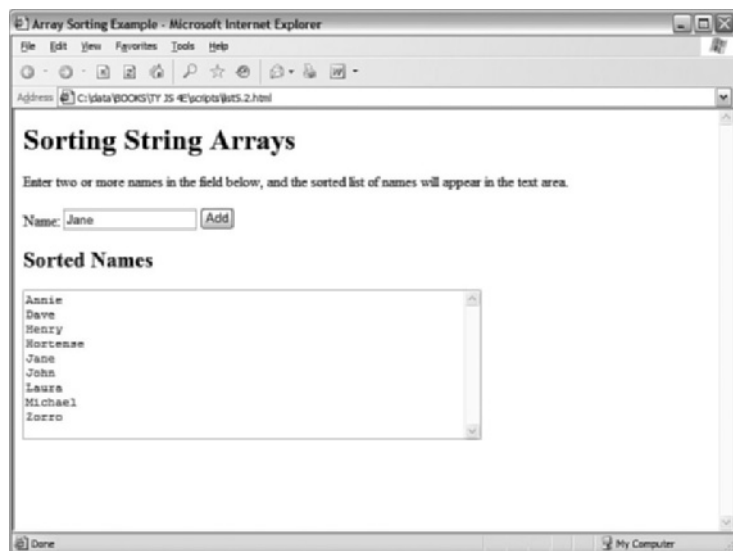 Array Sorting Example - Microsoft Internet Explorer
File Edit View Favorites Tools Help
Address C:\data\BOOKS\TY JS 4E\scripts\list5.2.html
Sorting String Arrays
Enter two or more names in the field below, and the sorted list of names will appear in the text area.
Name: Jane Add
Sorted Names
Annie
Dave
Henry
Hortense
Jane
John
Laura
Michael
Zorro
Done My Computer